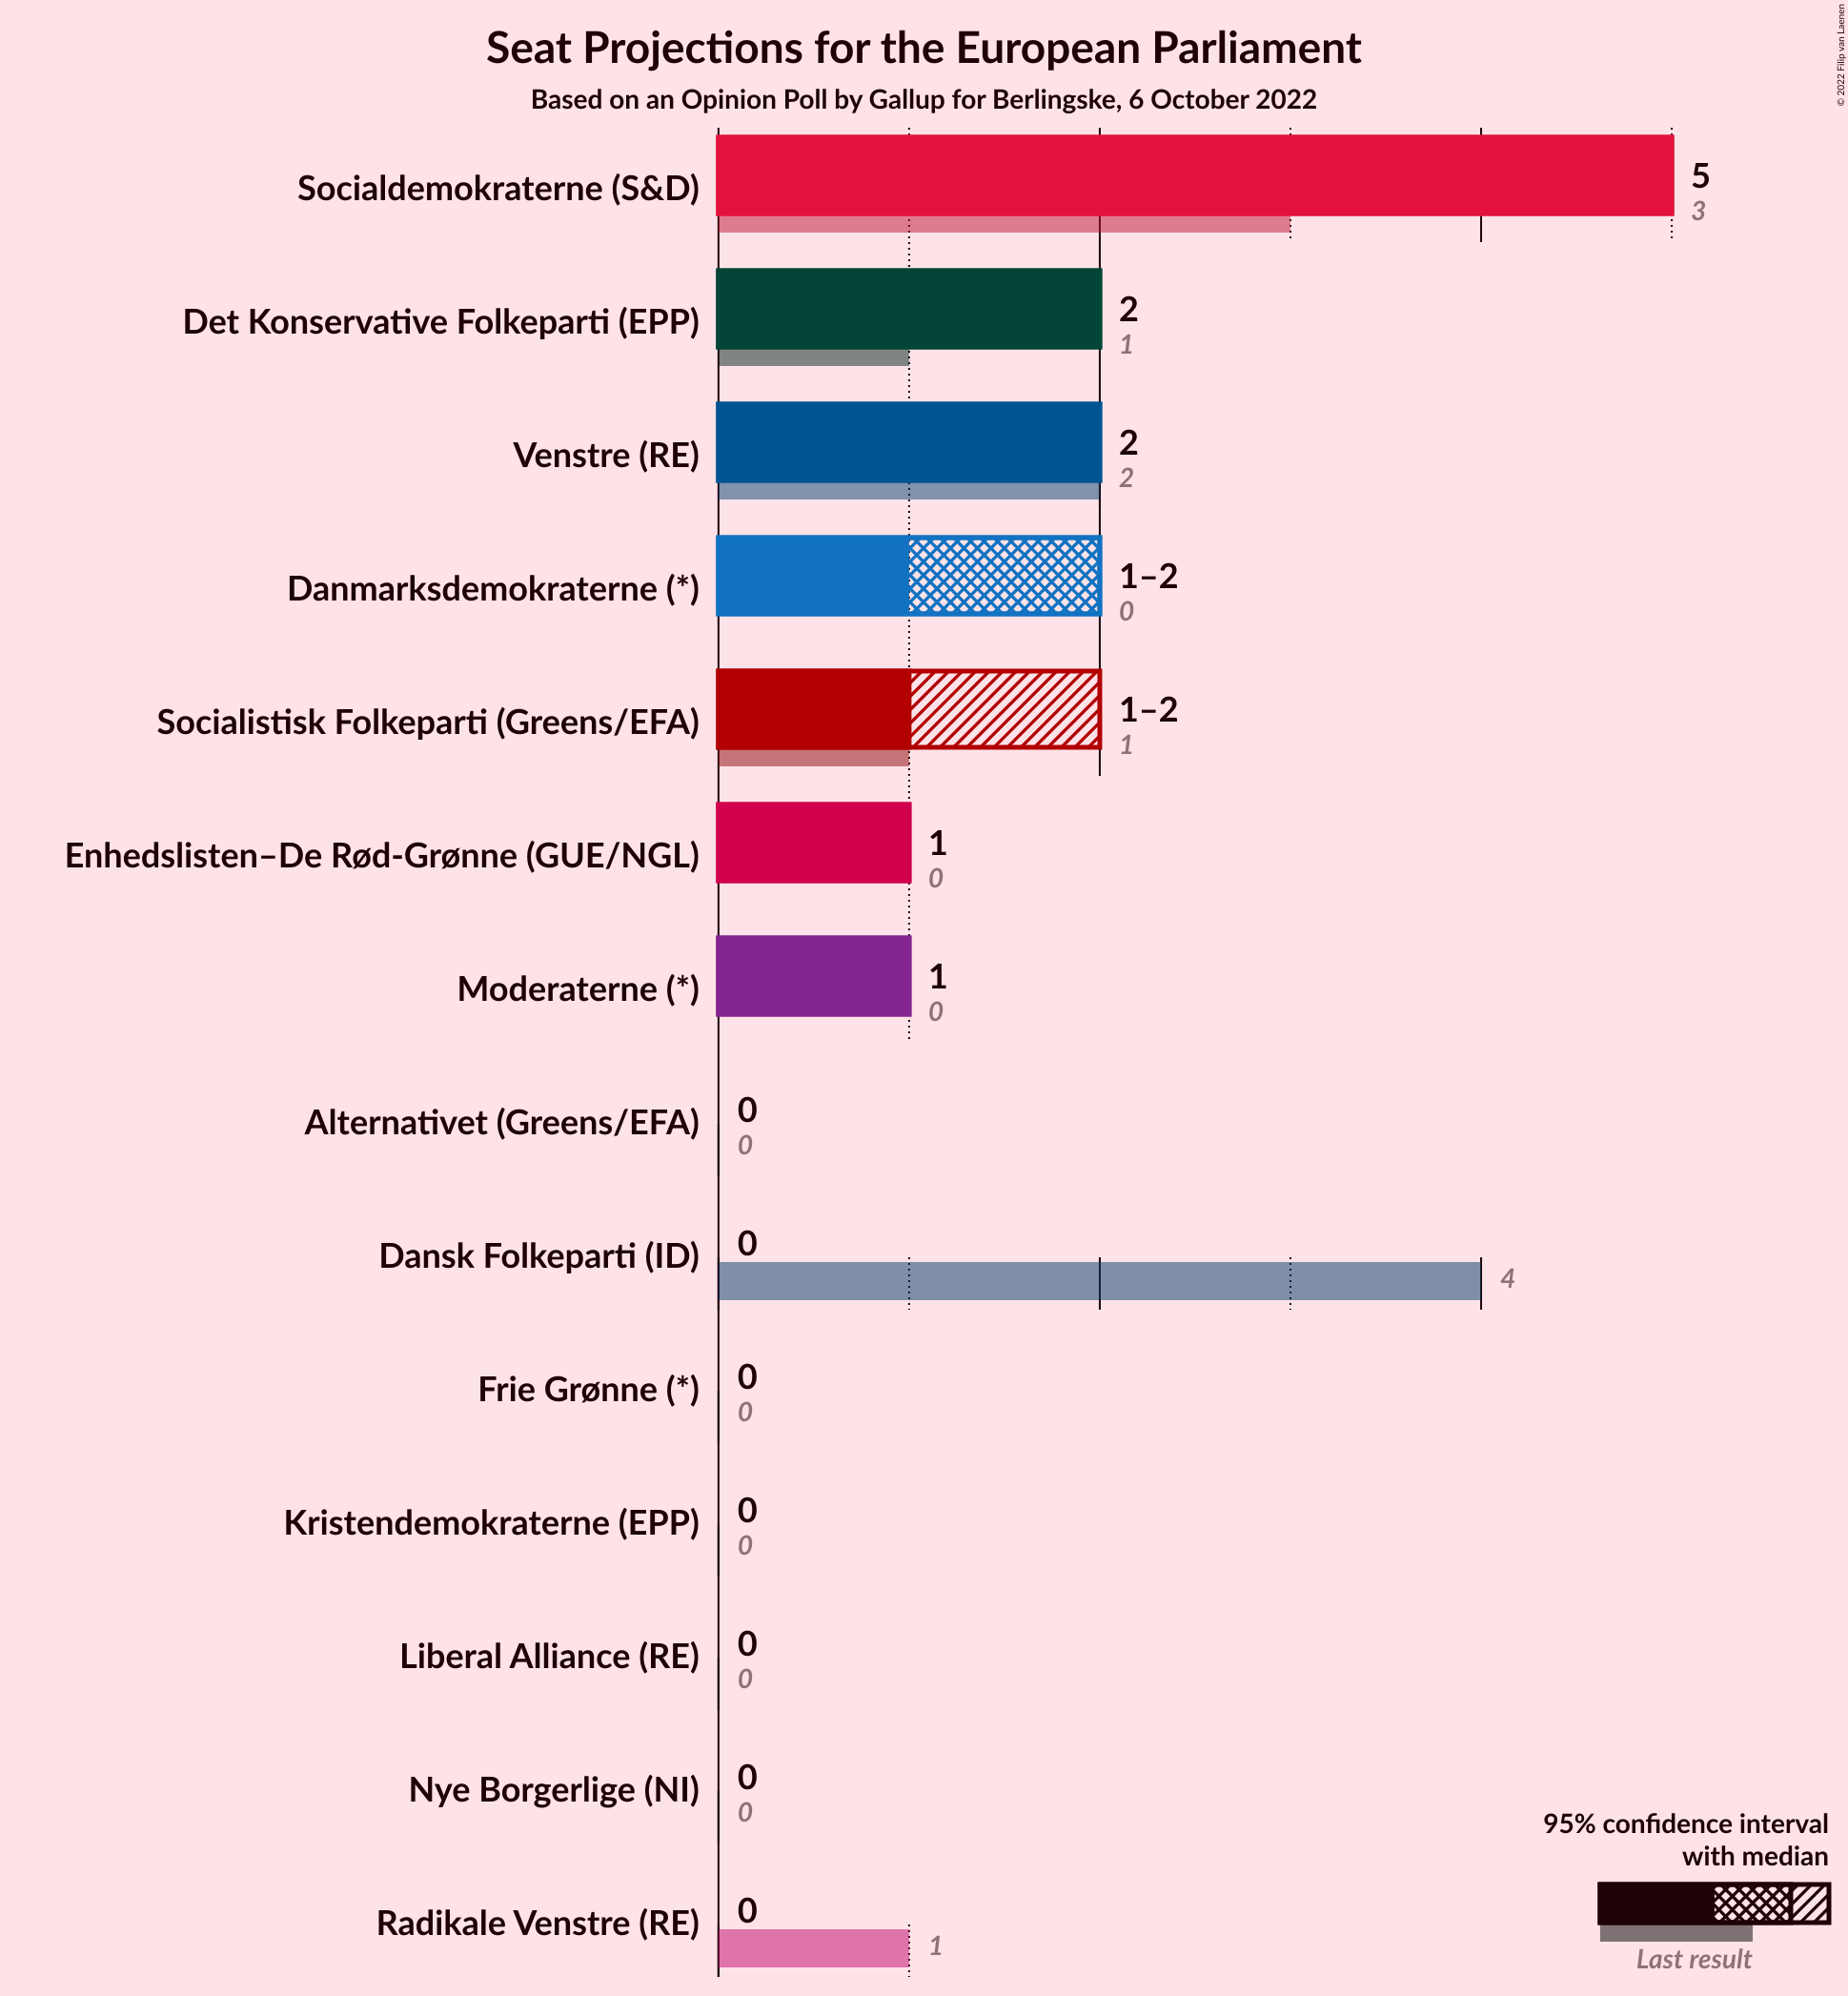 Seat Projections for the European Parliament
Based on an Opinion Poll by Gallup for Berlingske, 6 October 2022
© 2022 Filip van Laenen
Socialdemokraterne (S&D)
5
3
Det Konservative Folkeparti (EPP)
2
1
Venstre (RE)
2
2
Danmarksdemokraterne (*)
1–2
0
Socialistisk Folkeparti (Greens/EFA)
1–2
1
Enhedslisten–De Rød-Grønne (GUE/NGL)
1
0
Moderaterne (*)
1
0
Alternativet (Greens/EFA)
0
0
Dansk Folkeparti (ID)
0
4
Frie Grønne (*)
0
0
Kristendemokraterne (EPP)
0
0
Liberal Alliance (RE)
0
0
Nye Borgerlige (NI)
0
0
Radikale Venstre (RE)
0
1
95% confidence interval
with median
Last result